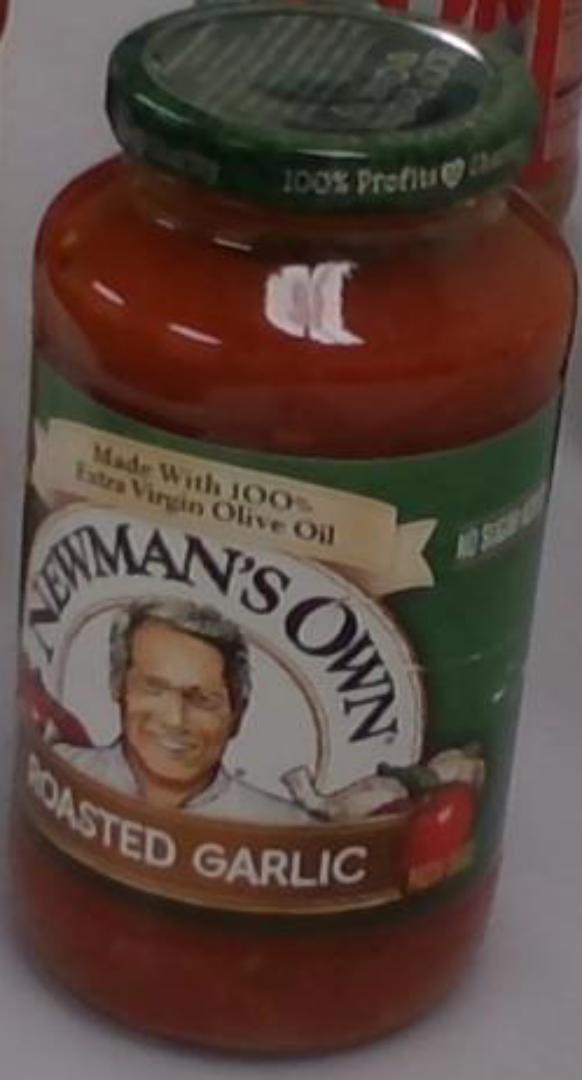 100% Profits
Made With 100%
Extra Virgin Olive Oil
NO SUGAR
NEWMAN'S OWN
ROASTED GARLIC